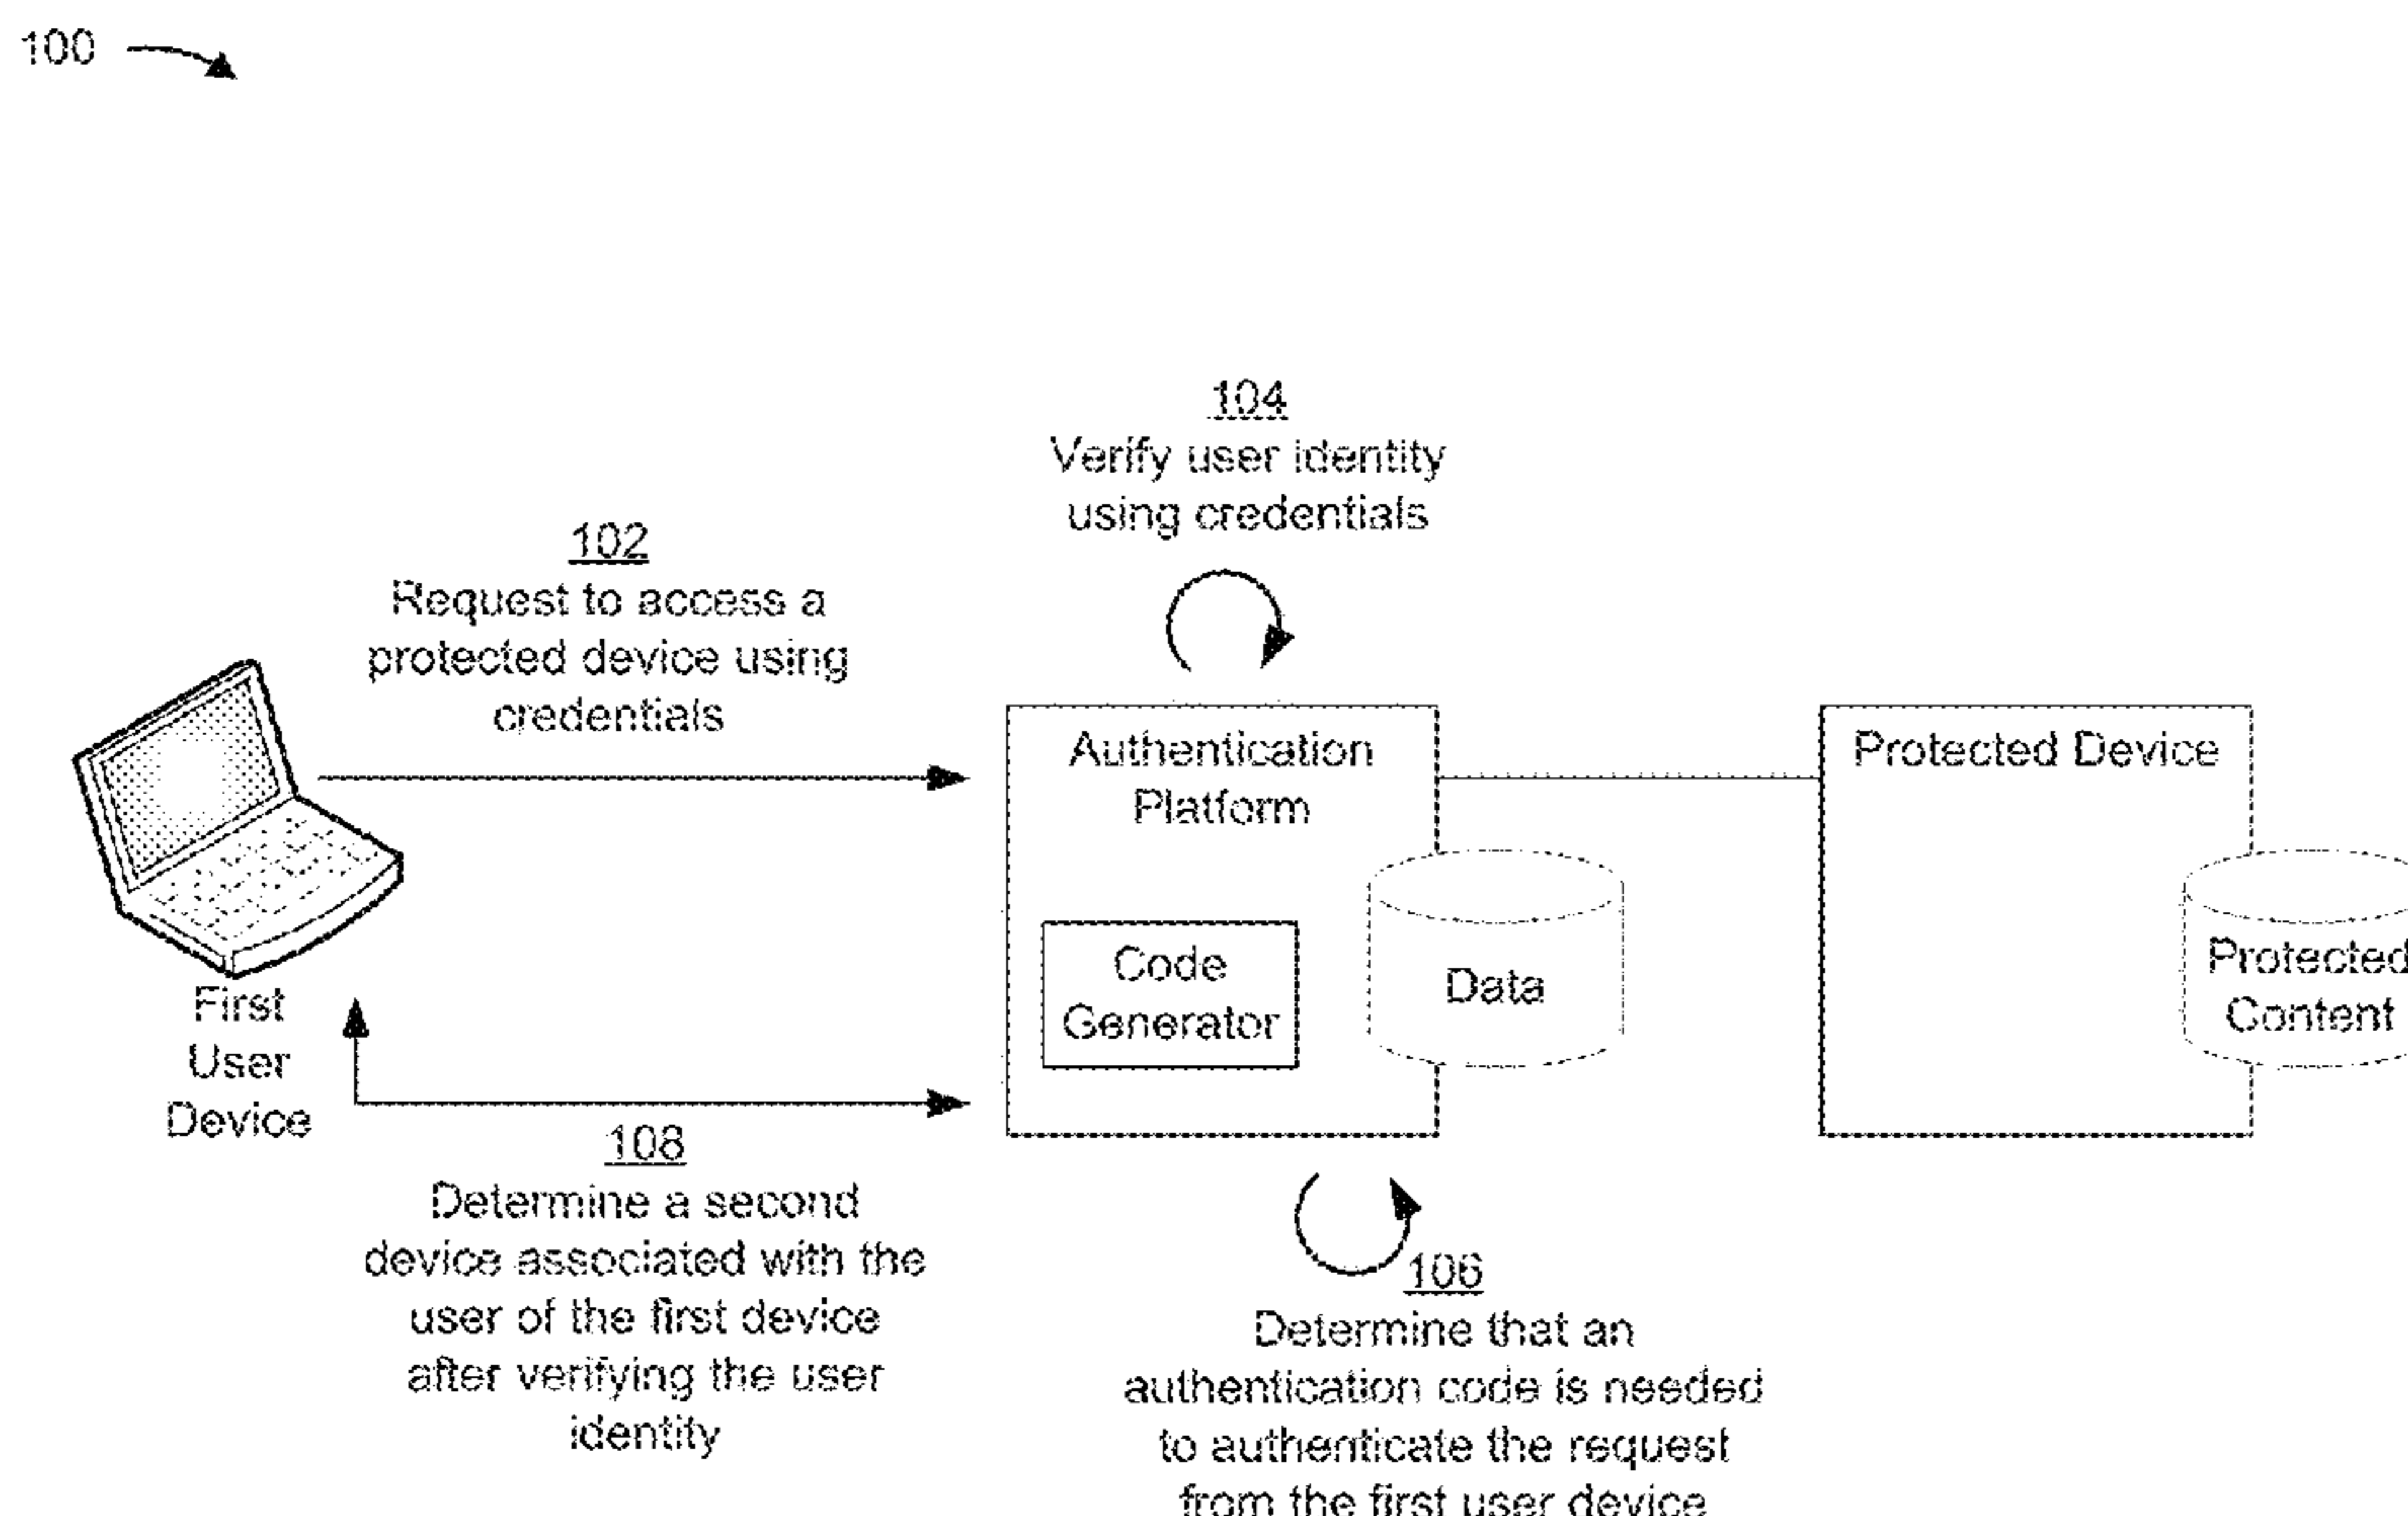 100
104
Verify user identity
using credentials
102
Request to access a
protected device using
credentials
Authentication
Platform
Protected Device
Code
Generator
Data
Protected
Content
First
User
Device
108
Determine a second
device associated with the
user of the first device
after verifying the user
identity
106
Determine that an
authentication code is needed
to authenticate the request
from the first user device